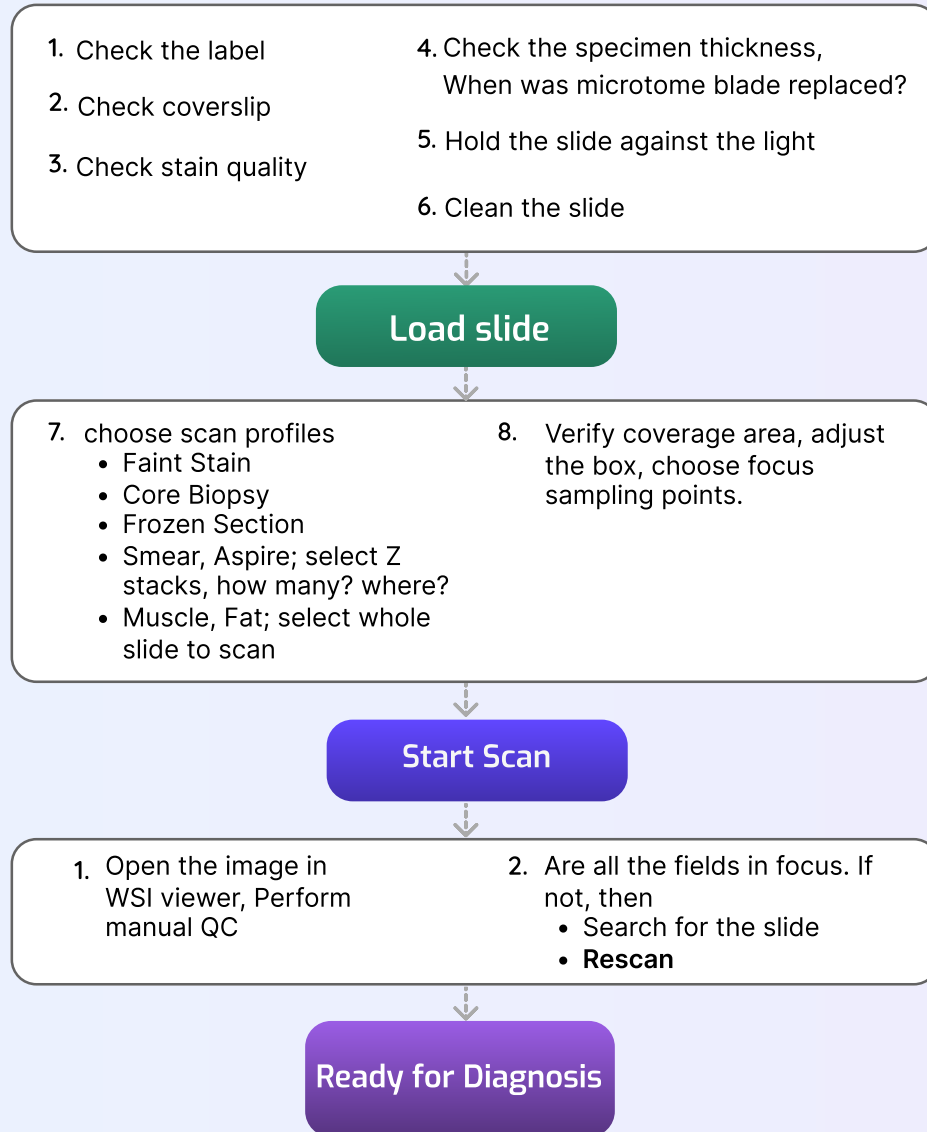 1. Check the label
2. Check coverslip
3. Check stain quality
4. Check the specimen thickness,
When was microtome blade replaced?
5. Hold the slide against the light
6. Clean the slide
Load slide
7. choose scan profiles
• Faint Stain
• Core Biopsy
• Frozen Section
• Smear, Aspire; select Z
stacks, how many? where?
• Muscle, Fat; select whole
slide to scan
8. Verify coverage area, adjust
the box, choose focus
sampling points.
Start Scan
1. Open the image in
WSI viewer, Perform
manual QC
2. Are all the fields in focus. If
not, then
• Search for the slide
• Rescan
Ready for Diagnosis